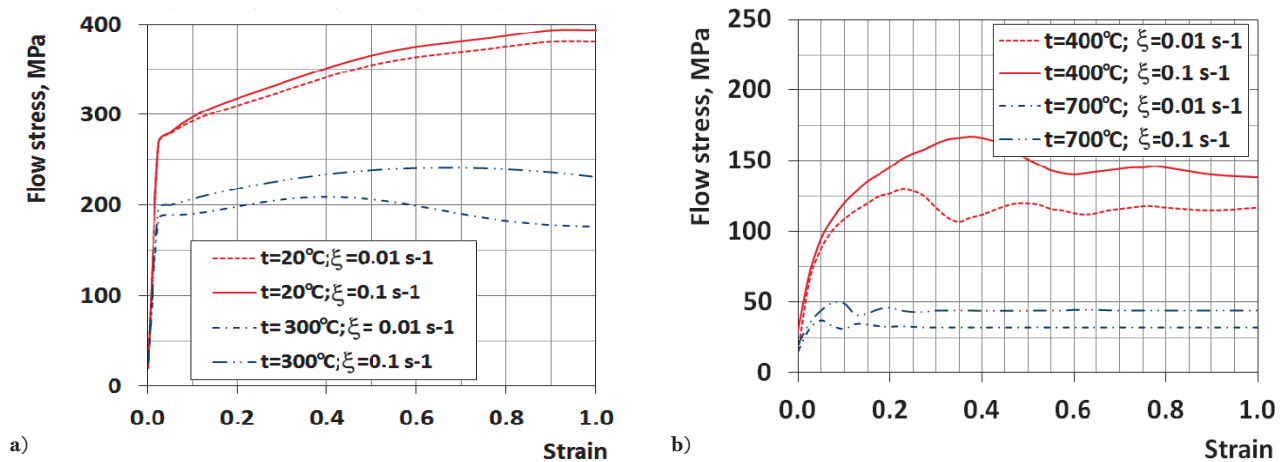 Flow stress, MPa
400
300
200
100
0
0.0 0.2 0.4 0.6 0.8 1.0
Strain
t=20℃;ξ=0.01 s-1
t=20℃;ξ=0.1 s-1
t=300℃;ξ= 0.01 s-1
t=300℃;ξ=0.1 s-1
a)
Flow stress, MPa
250
200
150
100
50
0
0.0 0.2 0.4 0.6 0.8 1.0
Strain
t=400℃; ξ=0.01 s-1
t=400℃; ξ=0.1 s-1
t=700℃; ξ=0.01 s-1
t=700℃; ξ=0.1 s-1
b)